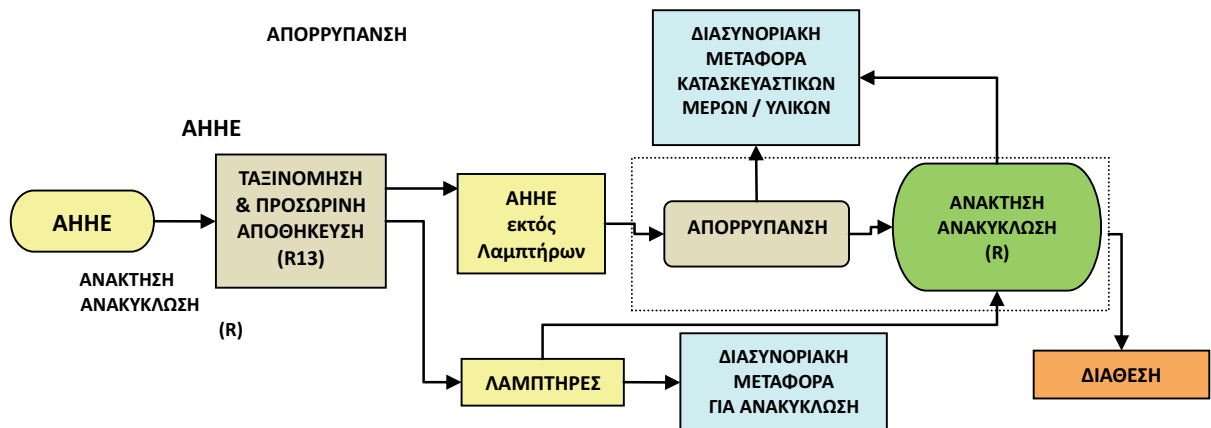 ΑΠΟΡΡΥΠΑΝΣΗ
ΔΙΑΣΥΝΟΡΙΑΚΗ
ΜΕΤΑΦΟΡΑ
ΚΑΤΑΣΚΕΥΑΣΤΙΚΩΝ
ΜΕΡΩΝ / ΥΛΙΚΩΝ
ΑΗΗΕ
ΑΗΗΕ
ΤΑΞΙΝΟΜΗΣΗ
& ΠΡΟΣΩΡΙΝΗ
ΑΠΟΘΗΚΕΥΣΗ
(R13)
ΑΗΗΕ
εκτός
Λαμπτήρων
ΑΠΟΡΡΥΠΑΝΣΗ
ΑΝΑΚΤΗΣΗ
ΑΝΑΚΥΚΛΩΣΗ
(R)
ΑΝΑΚΤΗΣΗ
ΑΝΑΚΥΚΛΩΣΗ
(R)
ΛΑΜΠΤΗΡΕΣ
ΔΙΑΣΥΝΟΡΙΑΚΗ
ΜΕΤΑΦΟΡΑ
ΓΙΑ ΑΝΑΚΥΚΛΩΣΗ
ΔΙΑΘΕΣΗ